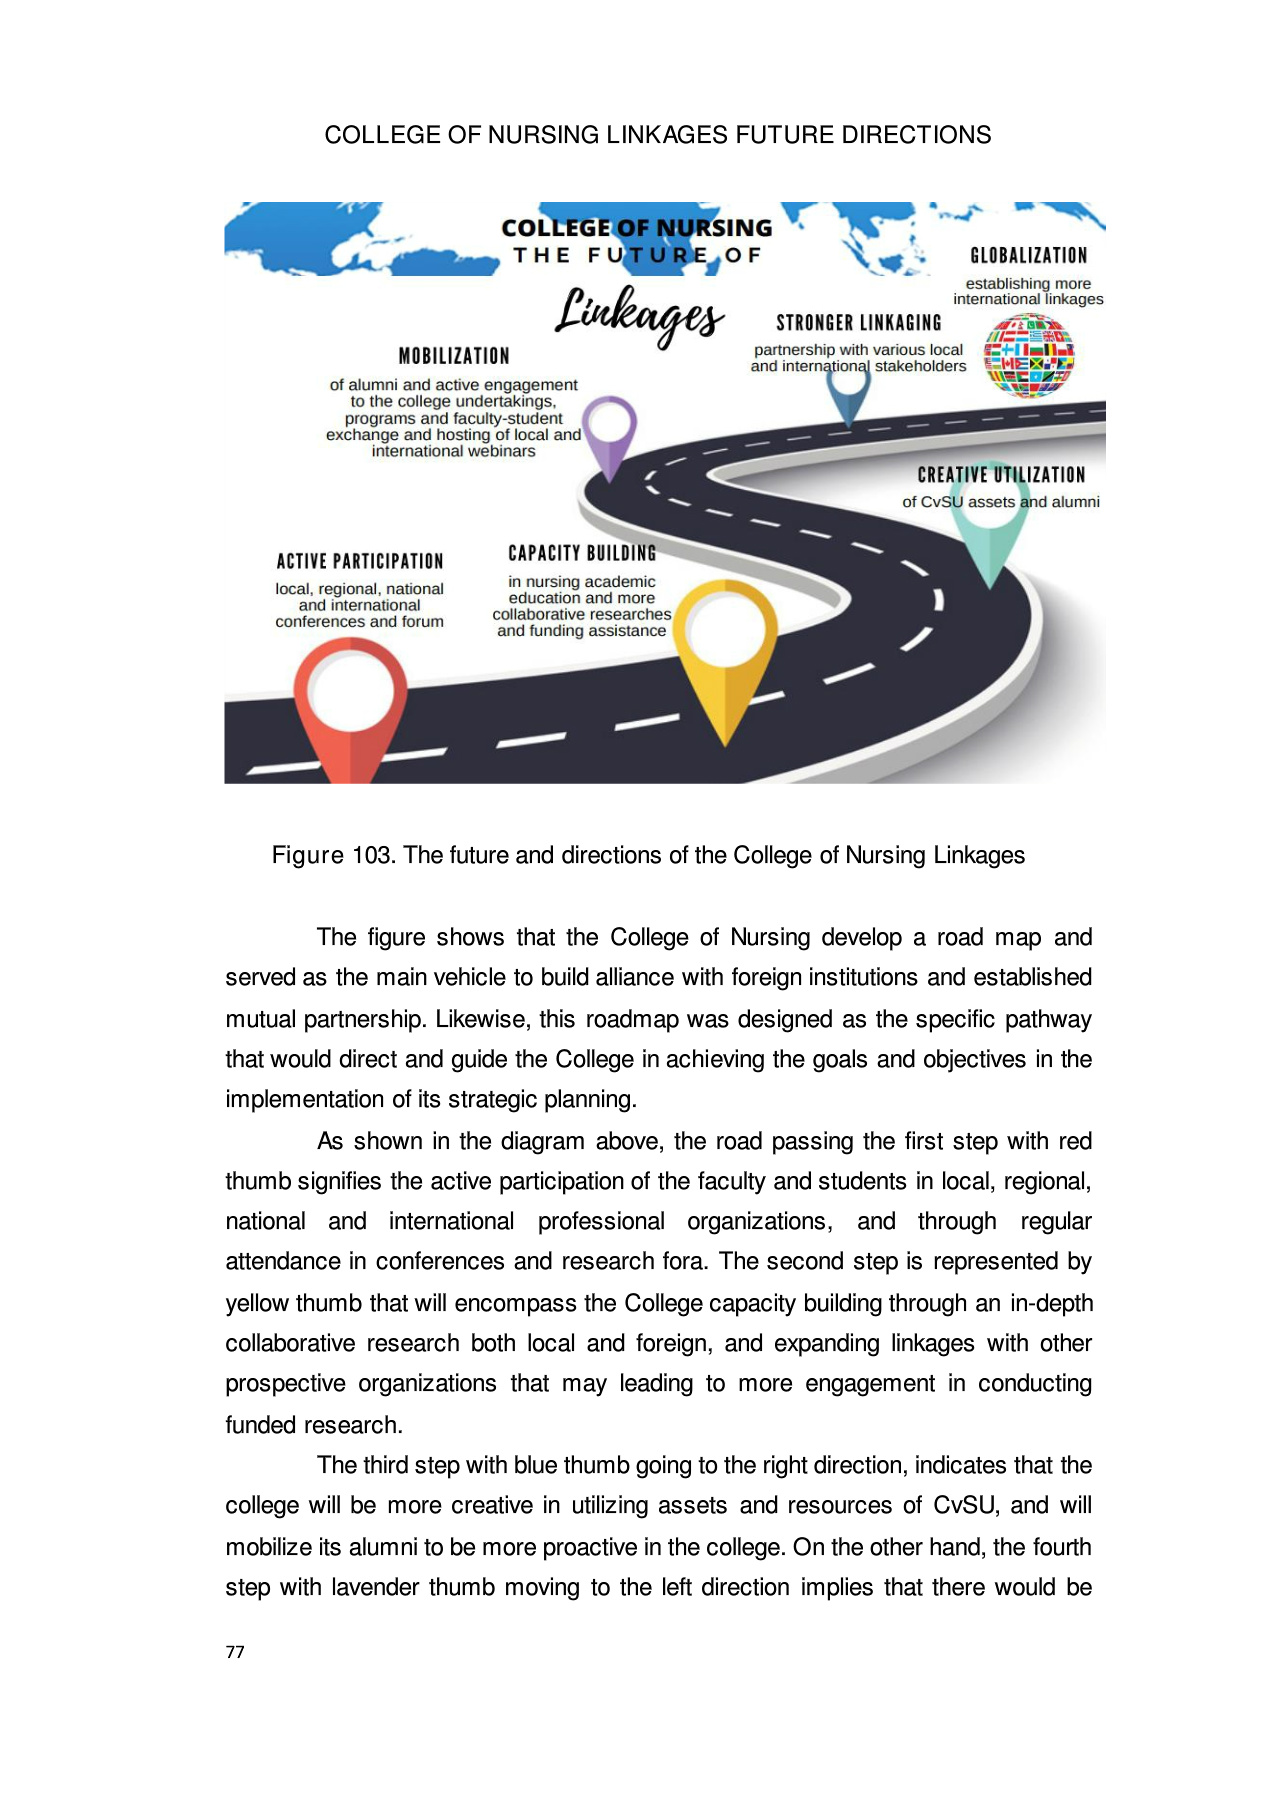 COLLEGE OF NURSING LINKAGES FUTURE DIRECTIONS
COLLEGE OF NURSING
THE FUTURE OF
Linkages
GLOBALIZATION
establishing more
international linkages
STRONGER LINKAGING
partnership with various local
and international stakeholders
MOBILIZATION
of alumni and active engagement
to the college undertakings,
programs and faculty-student
exchange and hosting of local and
international webinars
CREATIVE UTILIZATION
of CvSU assets and alumni
ACTIVE PARTICIPATION
local, regional, national
and international
conferences and forum
CAPACITY BUILDING
in nursing academic
education and more
collaborative researches
and funding assistance
Figure 103. The future and directions of the College of Nursing Linkages
The figure shows that the College of Nursing develop a road map and
served as the main vehicle to build alliance with foreign institutions and established
mutual partnership. Likewise, this roadmap was designed as the specific pathway
that would direct and guide the College in achieving the goals and objectives in the
implementation of its strategic planning.
As shown in the diagram above, the road passing the first step with red
thumb signifies the active participation of the faculty and students in local, regional,
national and international professional organizations, and through regular
attendance in conferences and research fora. The second step is represented by
yellow thumb that will encompass the College capacity building through an in-depth
collaborative research both local and foreign, and expanding linkages with other
prospective organizations that may leading to more engagement in conducting
funded research.
The third step with blue thumb going to the right direction, indicates that the
college will be more creative in utilizing assets and resources of CvSU, and will
mobilize its alumni to be more proactive in the college. On the other hand, the fourth
step with lavender thumb moving to the left direction implies that there would be
77